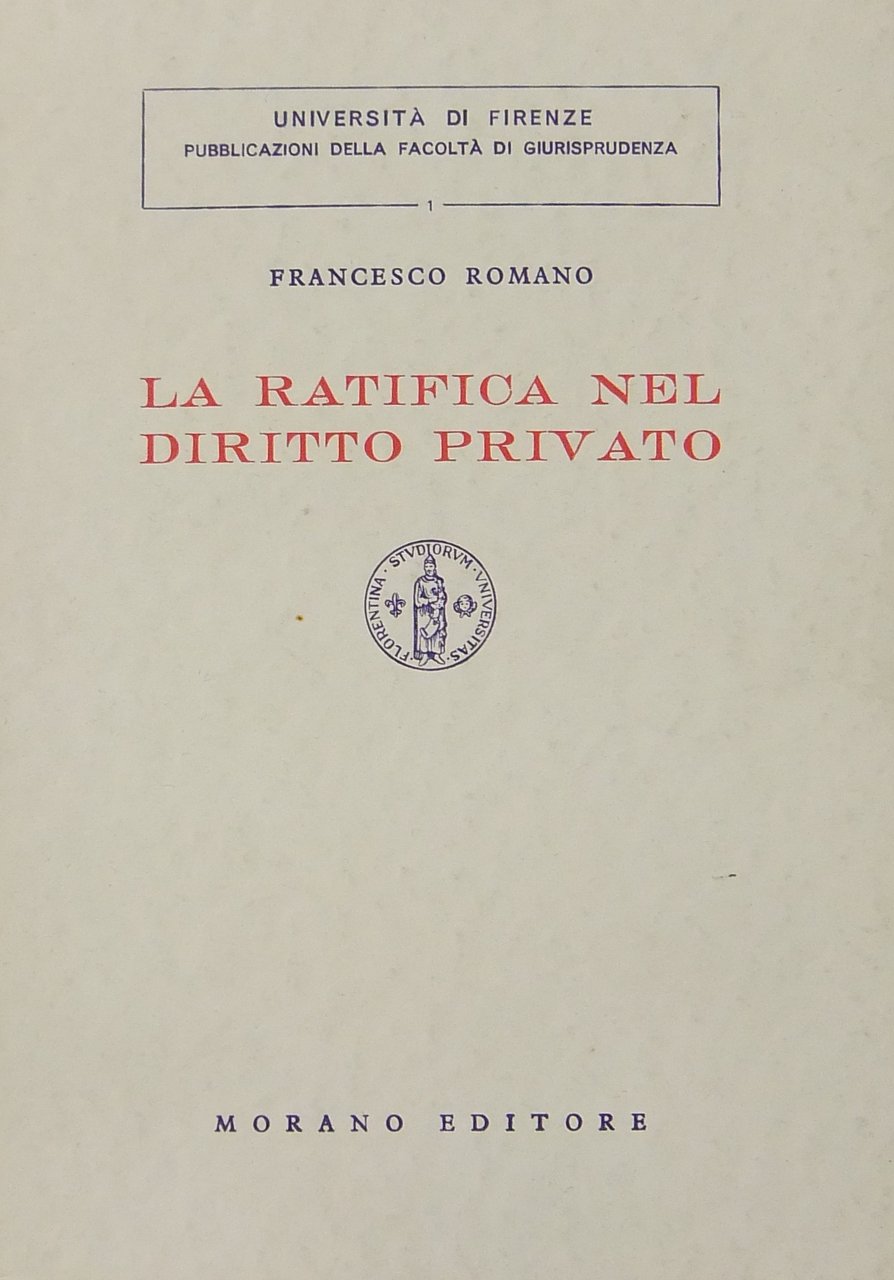 UNIVERSITÀ DI FIRENZE
PUBBLICAZIONI DELLA FACOLTÀ DI GIURISPRUDENZA
1
FRANCESCO ROMANO
LA RATIFICA NEL
DIRITTO PRIVATO
FLORENTINA · STVDIORVM · VNIVERSITAS ·
MORANO EDITORE